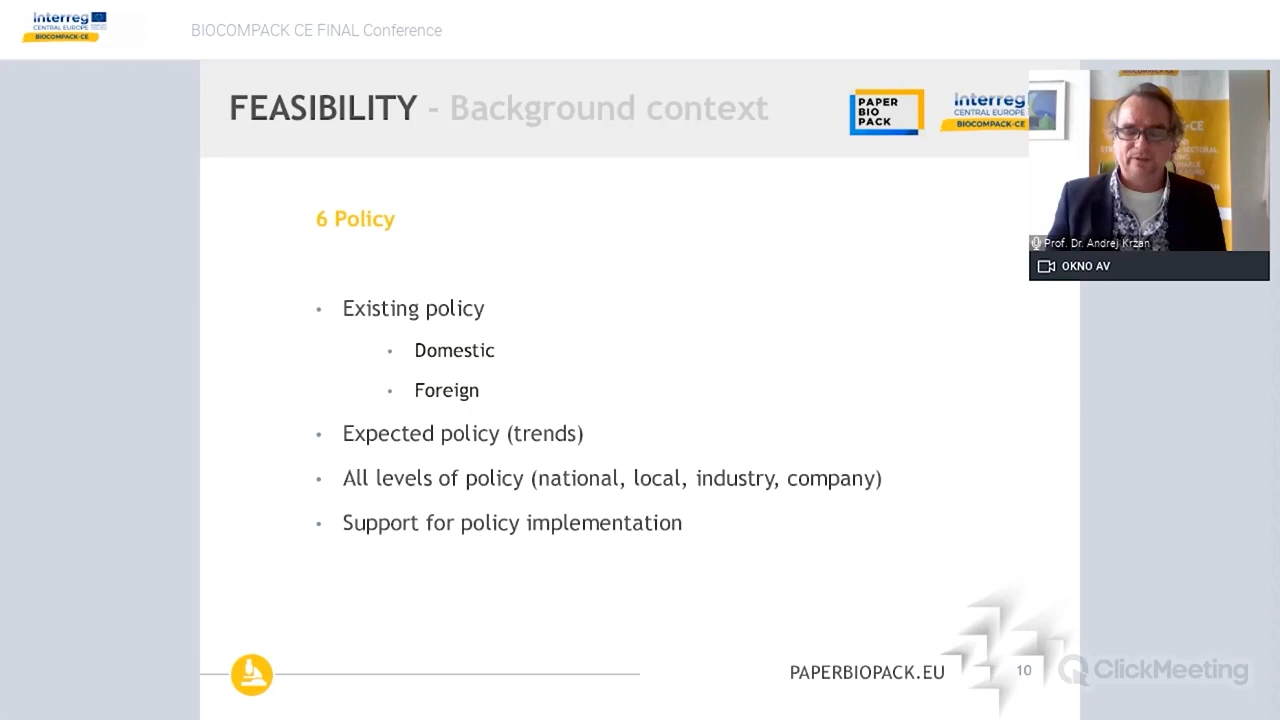 Interreg
CENTRAL EUROPE
BIOCOMPACK-CE
BIOCOMPACK CE FINAL Conference
FEASIBILITY - Background context
PAPER
BIO
PACK
Interreg
CENTRAL EUROPE
BIOCOMPACK-CE
6 Policy
Prof. Dr. Andrej Kržan
OKNO AV
• Existing policy
• Domestic
• Foreign
• Expected policy (trends)
• All levels of policy (national, local, industry, company)
• Support for policy implementation
PAPERBIOPACK.EU
10
ClickMeeting